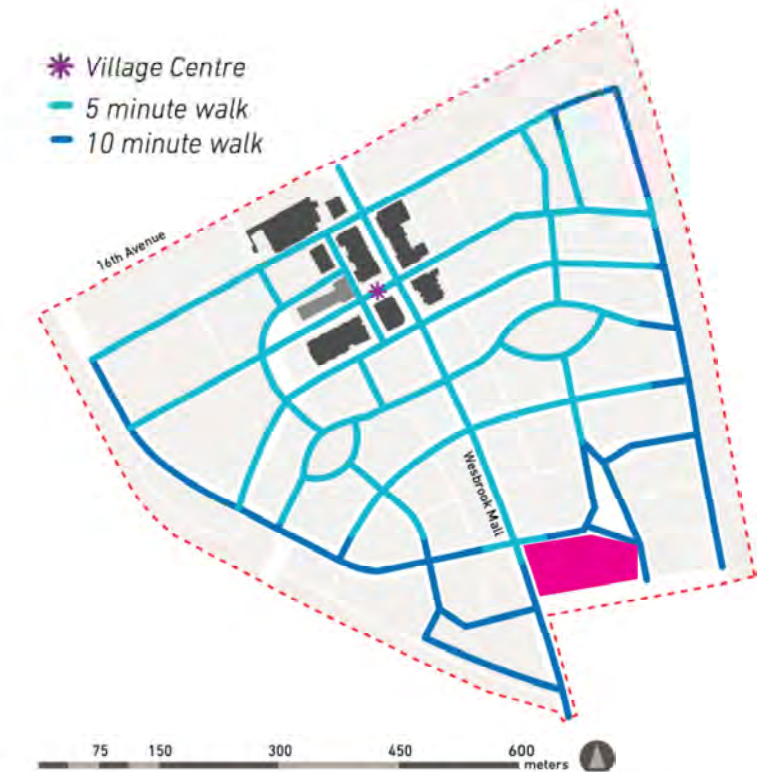 Village Centre
5 minute walk
10 minute walk
16th Avenue
Wesbrook Mall
75 150 300 450 600
meters